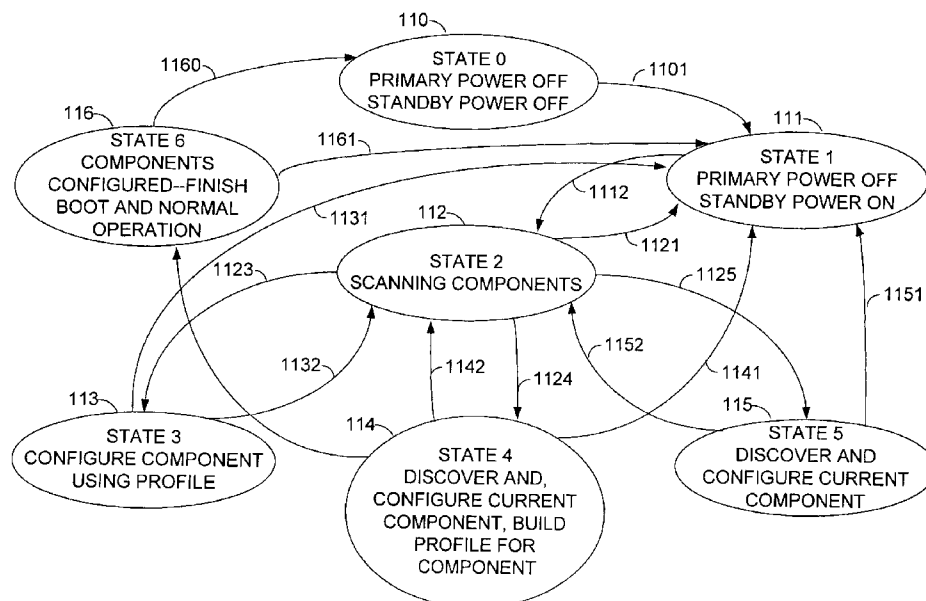 110
STATE 0
PRIMARY POWER OFF
STANDBY POWER OFF
1160
1101
116
STATE 6
COMPONENTS
CONFIGURED--FINISH
BOOT AND NORMAL
OPERATION
1161
111
STATE 1
PRIMARY POWER OFF
STANDBY POWER ON
1131
1112
112
1121
STATE 2
SCANNING COMPONENTS
1123
1125
1151
1132
1142
1124
1152
1141
113
STATE 3
CONFIGURE COMPONENT
USING PROFILE
114
STATE 4
DISCOVER AND,
CONFIGURE CURRENT
COMPONENT, BUILD
PROFILE FOR
COMPONENT
115
STATE 5
DISCOVER AND
CONFIGURE CURRENT
COMPONENT